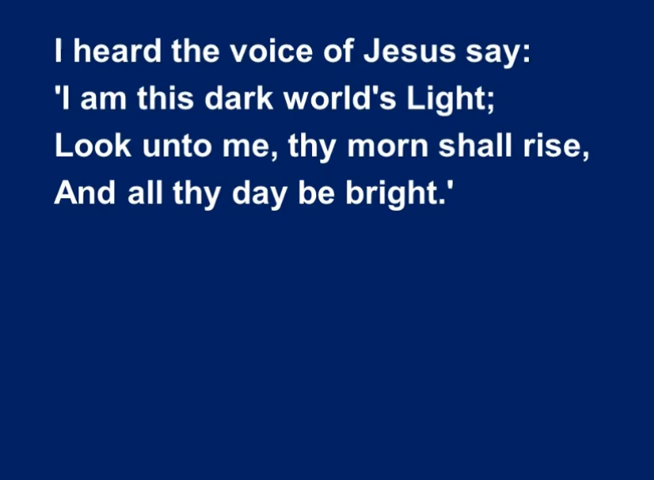 I heard the voice of Jesus say:
'I am this dark world's Light;
Look unto me, thy morn shall rise,
And all thy day be bright.'